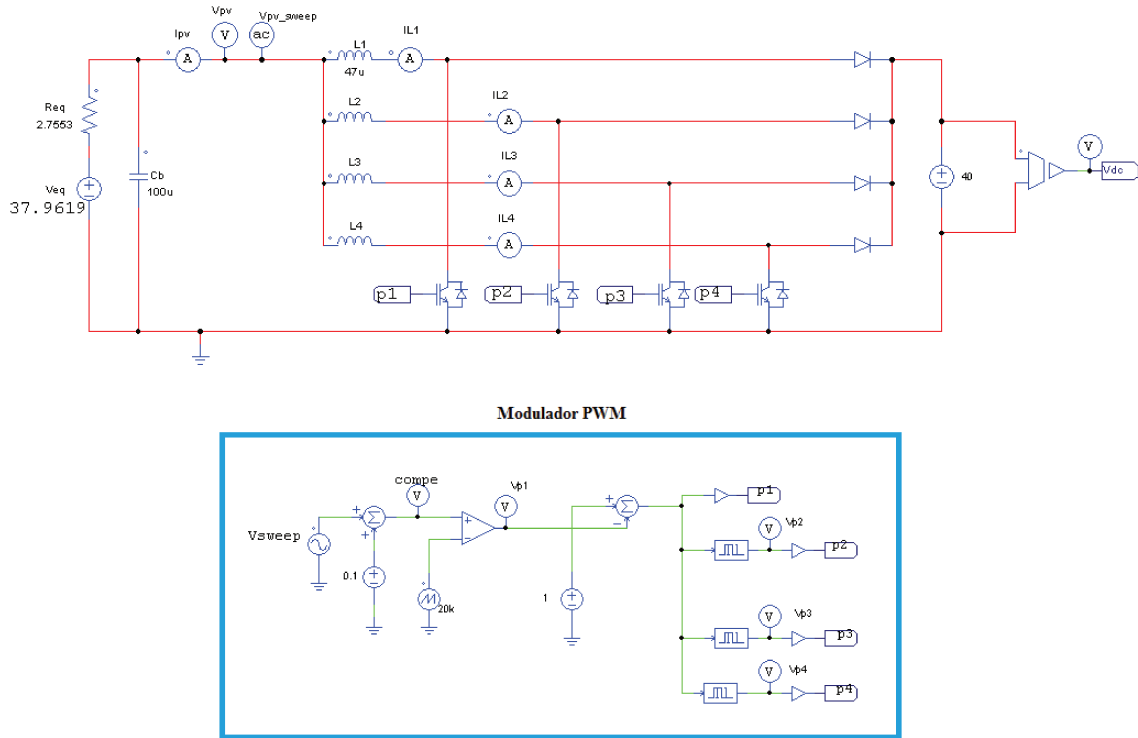 Vpv
Vpv_sweep
Ipv
V
ac
A
L1
47u
IL1
A
Req
2.7553
L2
IL2
A
Veq
37.9619
Cb
100u
L3
IL3
A
L4
IL4
A
40
V
Vdc
p1
p2
p3
p4
Modulador PWM
compe
V
Vp1
V
Vsweep
0.1
20k
1
p1
Vp2
V
p2
Vp3
V
p3
Vp4
V
p4